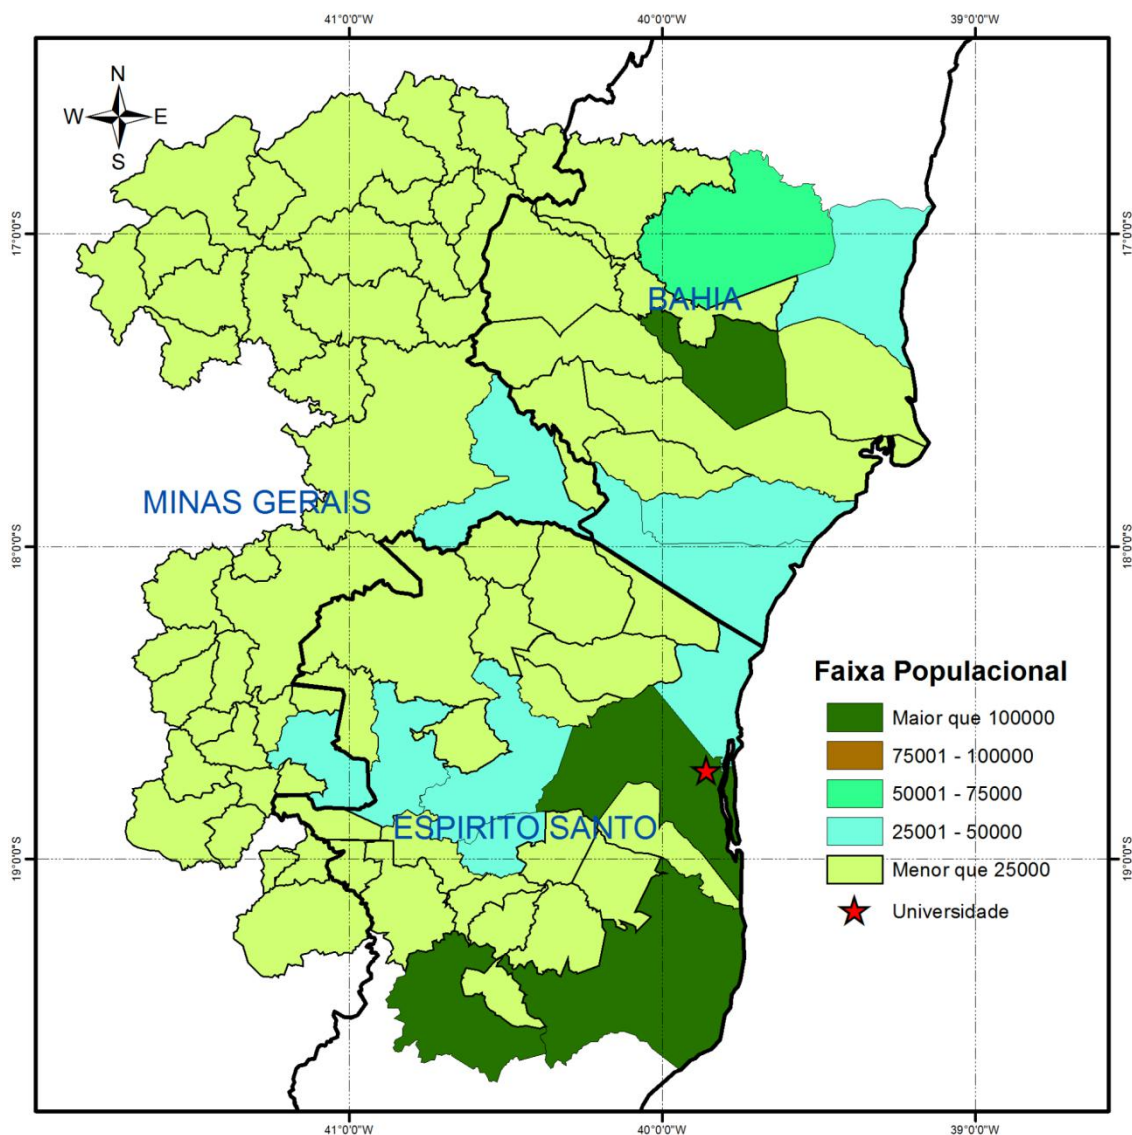 41°0'0"W 40°0'0"W 39°0'0"W
N
W E
S
17°0'0"S 17°0'0"S
BAHIA
MINAS GERAIS
18°0'0"S 18°0'0"S
Faixa Populacional
Maior que 100000
75001 - 100000
50001 - 75000
25001 - 50000
ESPIRITO SANTO
19°0'0"S 19°0'0"S
Menor que 25000
Universidade
41°0'0"W 40°0'0"W 39°0'0"W